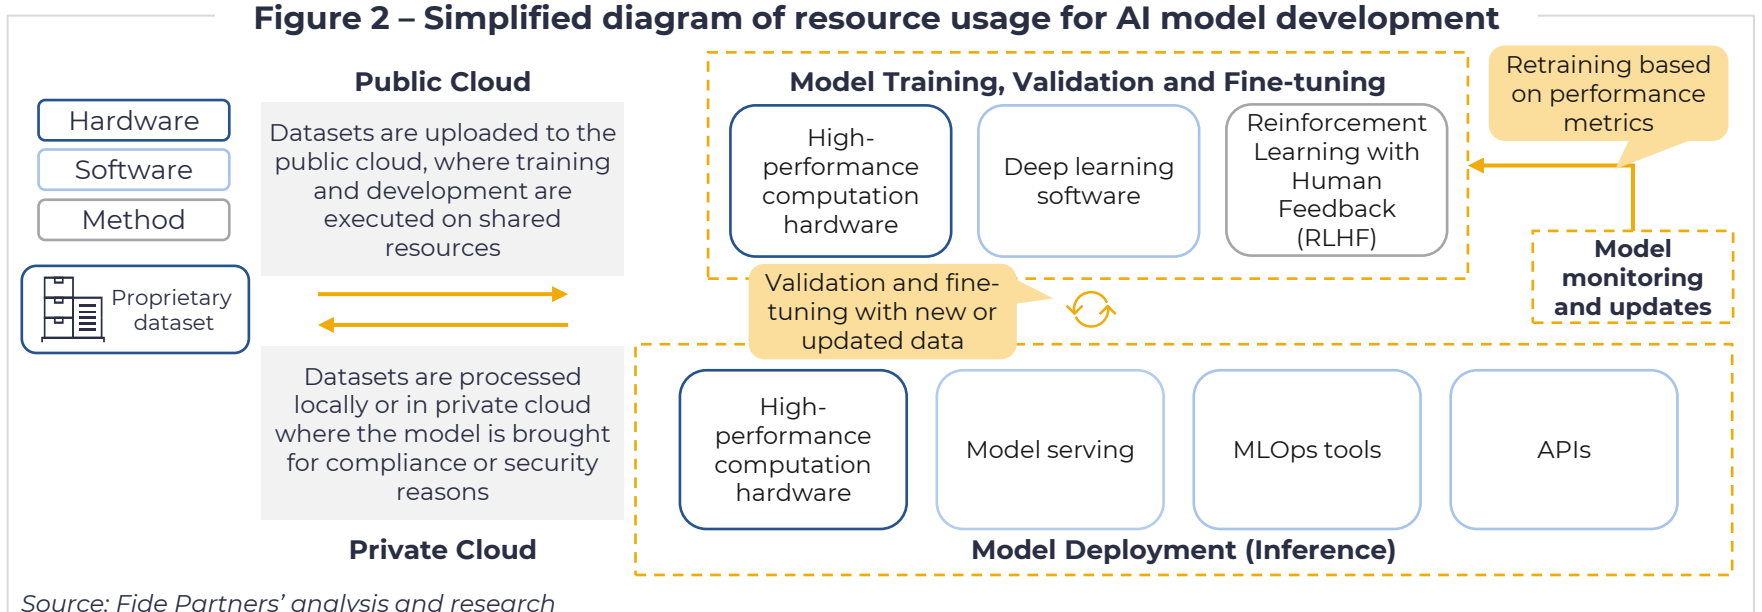 Figure 2 – Simplified diagram of resource usage for AI model development
Hardware
Software
Method
Proprietary
dataset
Public Cloud
Datasets are uploaded to the
public cloud, where training
and development are
executed on shared
resources
Datasets are processed
locally or in private cloud
where the model is brought
for compliance or security
reasons
Private Cloud
Model Training, Validation and Fine-tuning
High-
performance
computation
hardware
Deep learning
software
Reinforcement
Learning with
Human
Feedback
(RLHF)
Retraining based
on performance
metrics
Model
monitoring
and updates
Validation and fine-
tuning with new or
updated data
High-
performance
computation
hardware
Model serving
MLOps tools
APIs
Model Deployment (Inference)
Source: Fide Partners’ analysis and research